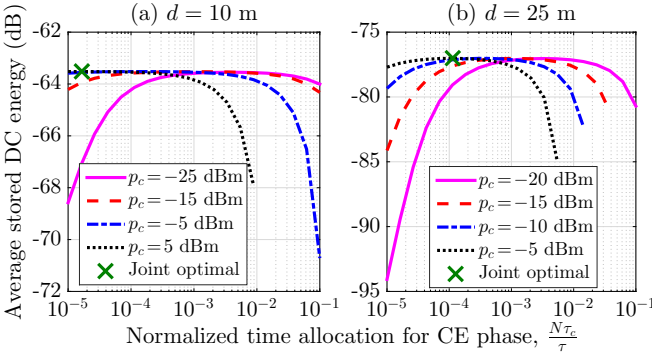 (a) d = 10 m
(b) d = 25 m
Average stored DC energy (dB)
-62
-64
-66
-68
-70
-72
p_c = −25 dBm
p_c = −15 dBm
p_c = −5 dBm
p_c = 5 dBm
Joint optimal
10^{-5} 10^{-4} 10^{-3} 10^{-2} 10^{-1}
-75
-80
-85
-90
-95
p_c = −20 dBm
p_c = −15 dBm
p_c = −10 dBm
p_c = −5 dBm
Joint optimal
10^{-5} 10^{-4} 10^{-3} 10^{-2} 10^{-1}
Normalized time allocation for CE phase, \frac{Nτ_c}{τ}